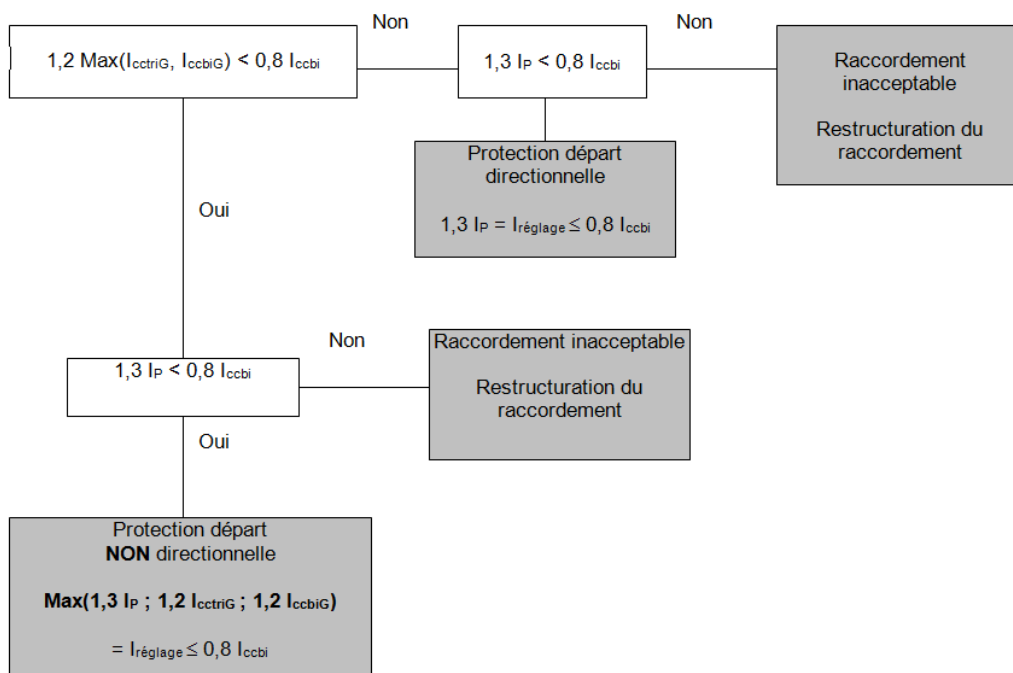 Non
Non
1,2 Max(IcctriG, IccbiG) < 0,8 Iccbi
1,3 IP < 0,8 Iccbi
Raccordement
inacceptable
Restructuration du
raccordement
Protection départ
directionnelle
1,3 IP = Iréglage ≤ 0,8 Iccbi
Oui
Non
1,3 IP < 0,8 Iccbi
Raccordement inacceptable
Restructuration du
raccordement
Oui
Protection départ
NON directionnelle
Max(1,3 IP ; 1,2 IcctriG ; 1,2 IccbiG)
= Iréglage ≤ 0,8 Iccbi